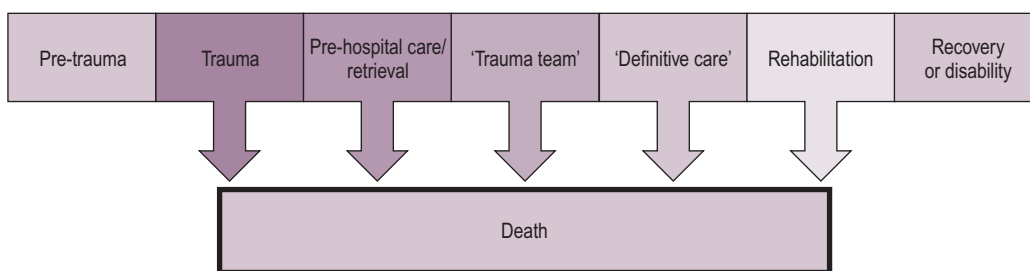 Pre-trauma
Trauma
Pre-hospital care/
retrieval
‘Trauma team’
‘Definitive care’
Rehabilitation
Recovery
or disability
Death